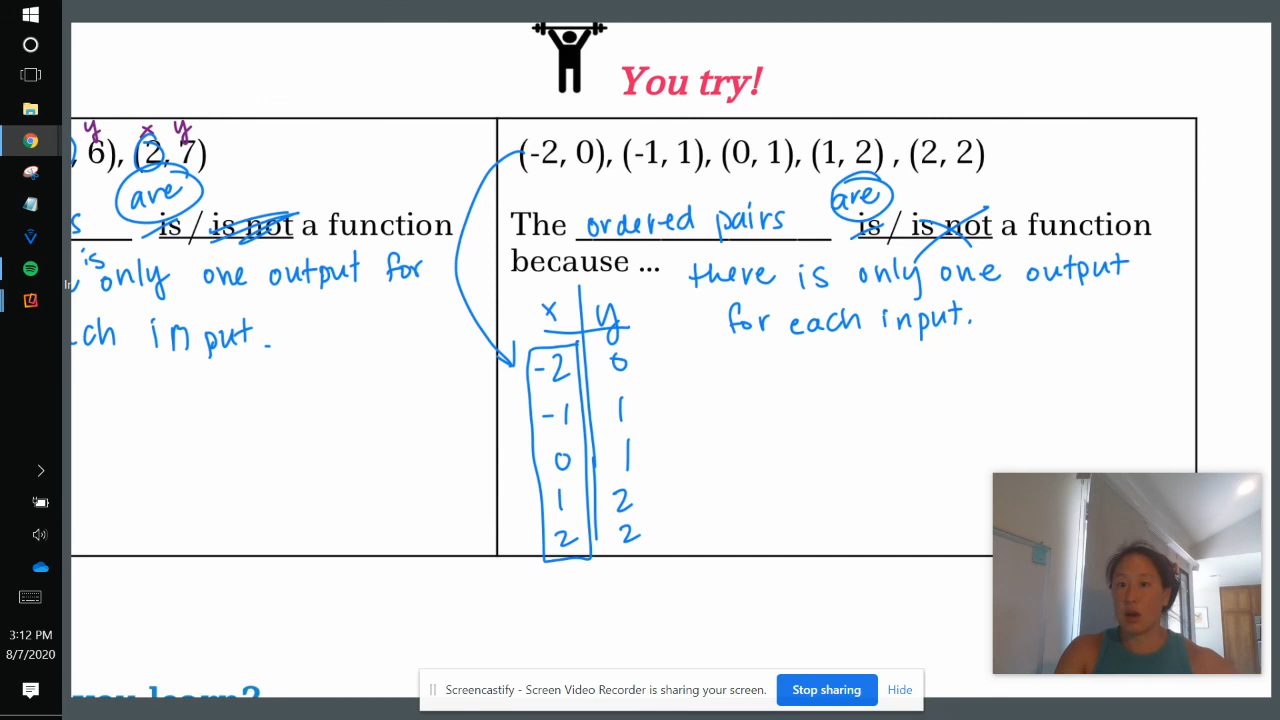 You try!
y x y
, 6), (2, 7)
are
s is / is not a function
is only one output for
ch input.
(-2, 0), (-1, 1), (0, 1), (1, 2) , (2, 2)
are
The ordered pairs is / is not a function
because ... there is only one output
for each input.
x y
-2 0
-1 1
0 1
1 2
2 2
you learn?
Screencastify - Screen Video Recorder is sharing your screen. Stop sharing Hide
3:12 PM
8/7/2020